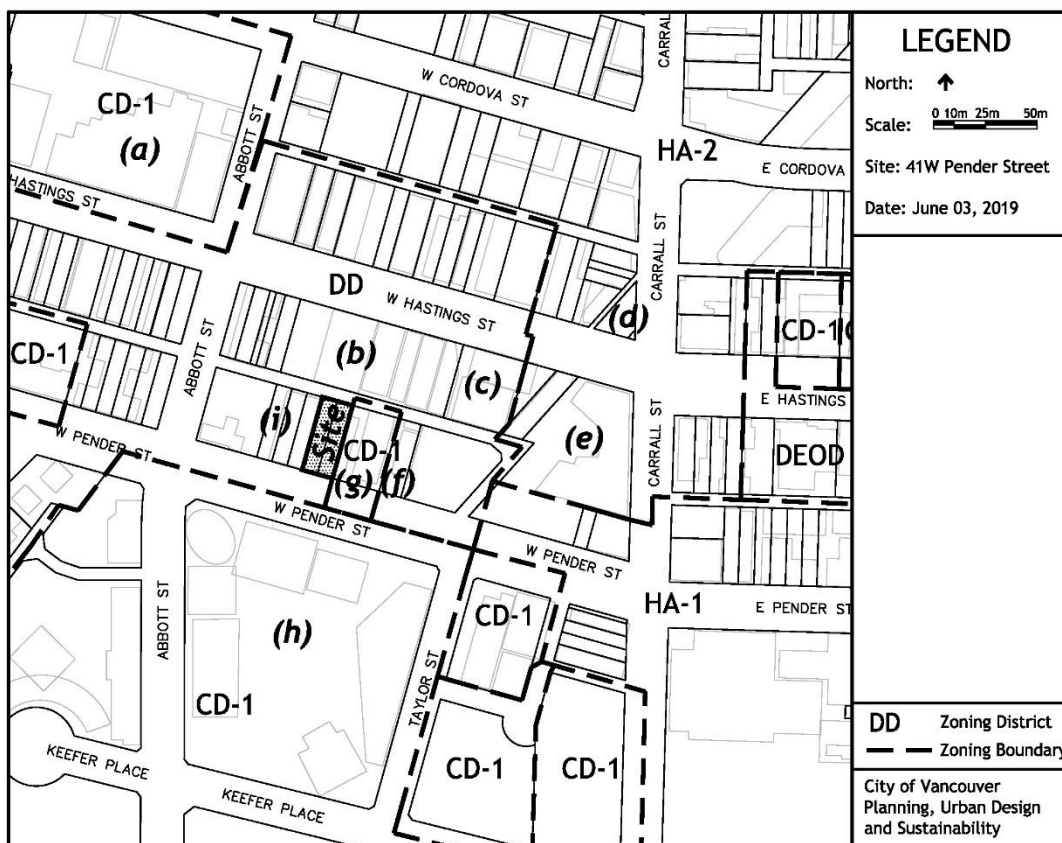 LEGEND
North:
Scale: 0 10m 25m 50m
Site: 41W Pender Street
Date: June 03, 2019
CARRALL
W CORDOVA ST
CD-1
(a)
ABBOTT ST
HA-2
E CORDOVA
HASTINGS ST
CARRALL ST
DD
W HASTINGS ST
(d)
CD-1
ABBOTT ST
(b)
CD-1
(c)
E HASTINGS
(i)
Site
CD-1
(g)
(f)
(e)
CARRALL ST
DEOD
W PENDER ST
W PENDER ST
W PENDER ST
ABBOTT ST
(h)
CD-1
HA-1
E PENDER ST
CD-1
TAYLOR ST
CD-1
CD-1
KEEFER PLACE
KEEFER PLACE
DD Zoning District
Zoning Boundary
City of Vancouver
Planning, Urban Design
and Sustainability